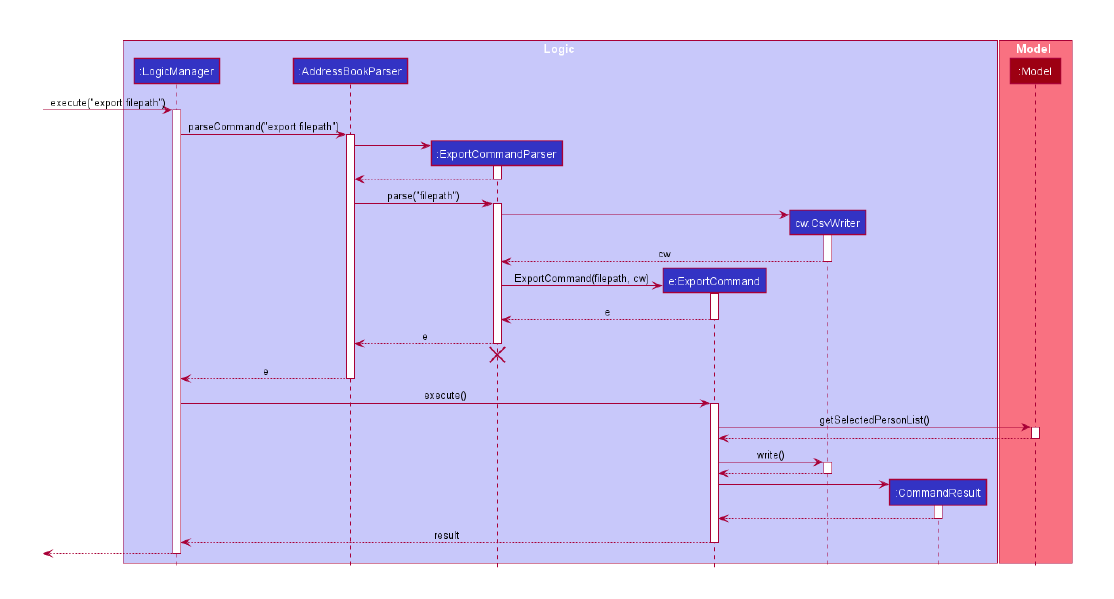 Logic
Model
:LogicManager
:AddressBookParser
:Model
execute("export filepath")
parseCommand("export filepath")
:ExportCommandParser
parse("filepath")
cw:CsvWriter
cw
ExportCommand(filepath, cw)
e:ExportCommand
e
e
e
execute()
getSelectedPersonList()
write()
:CommandResult
result